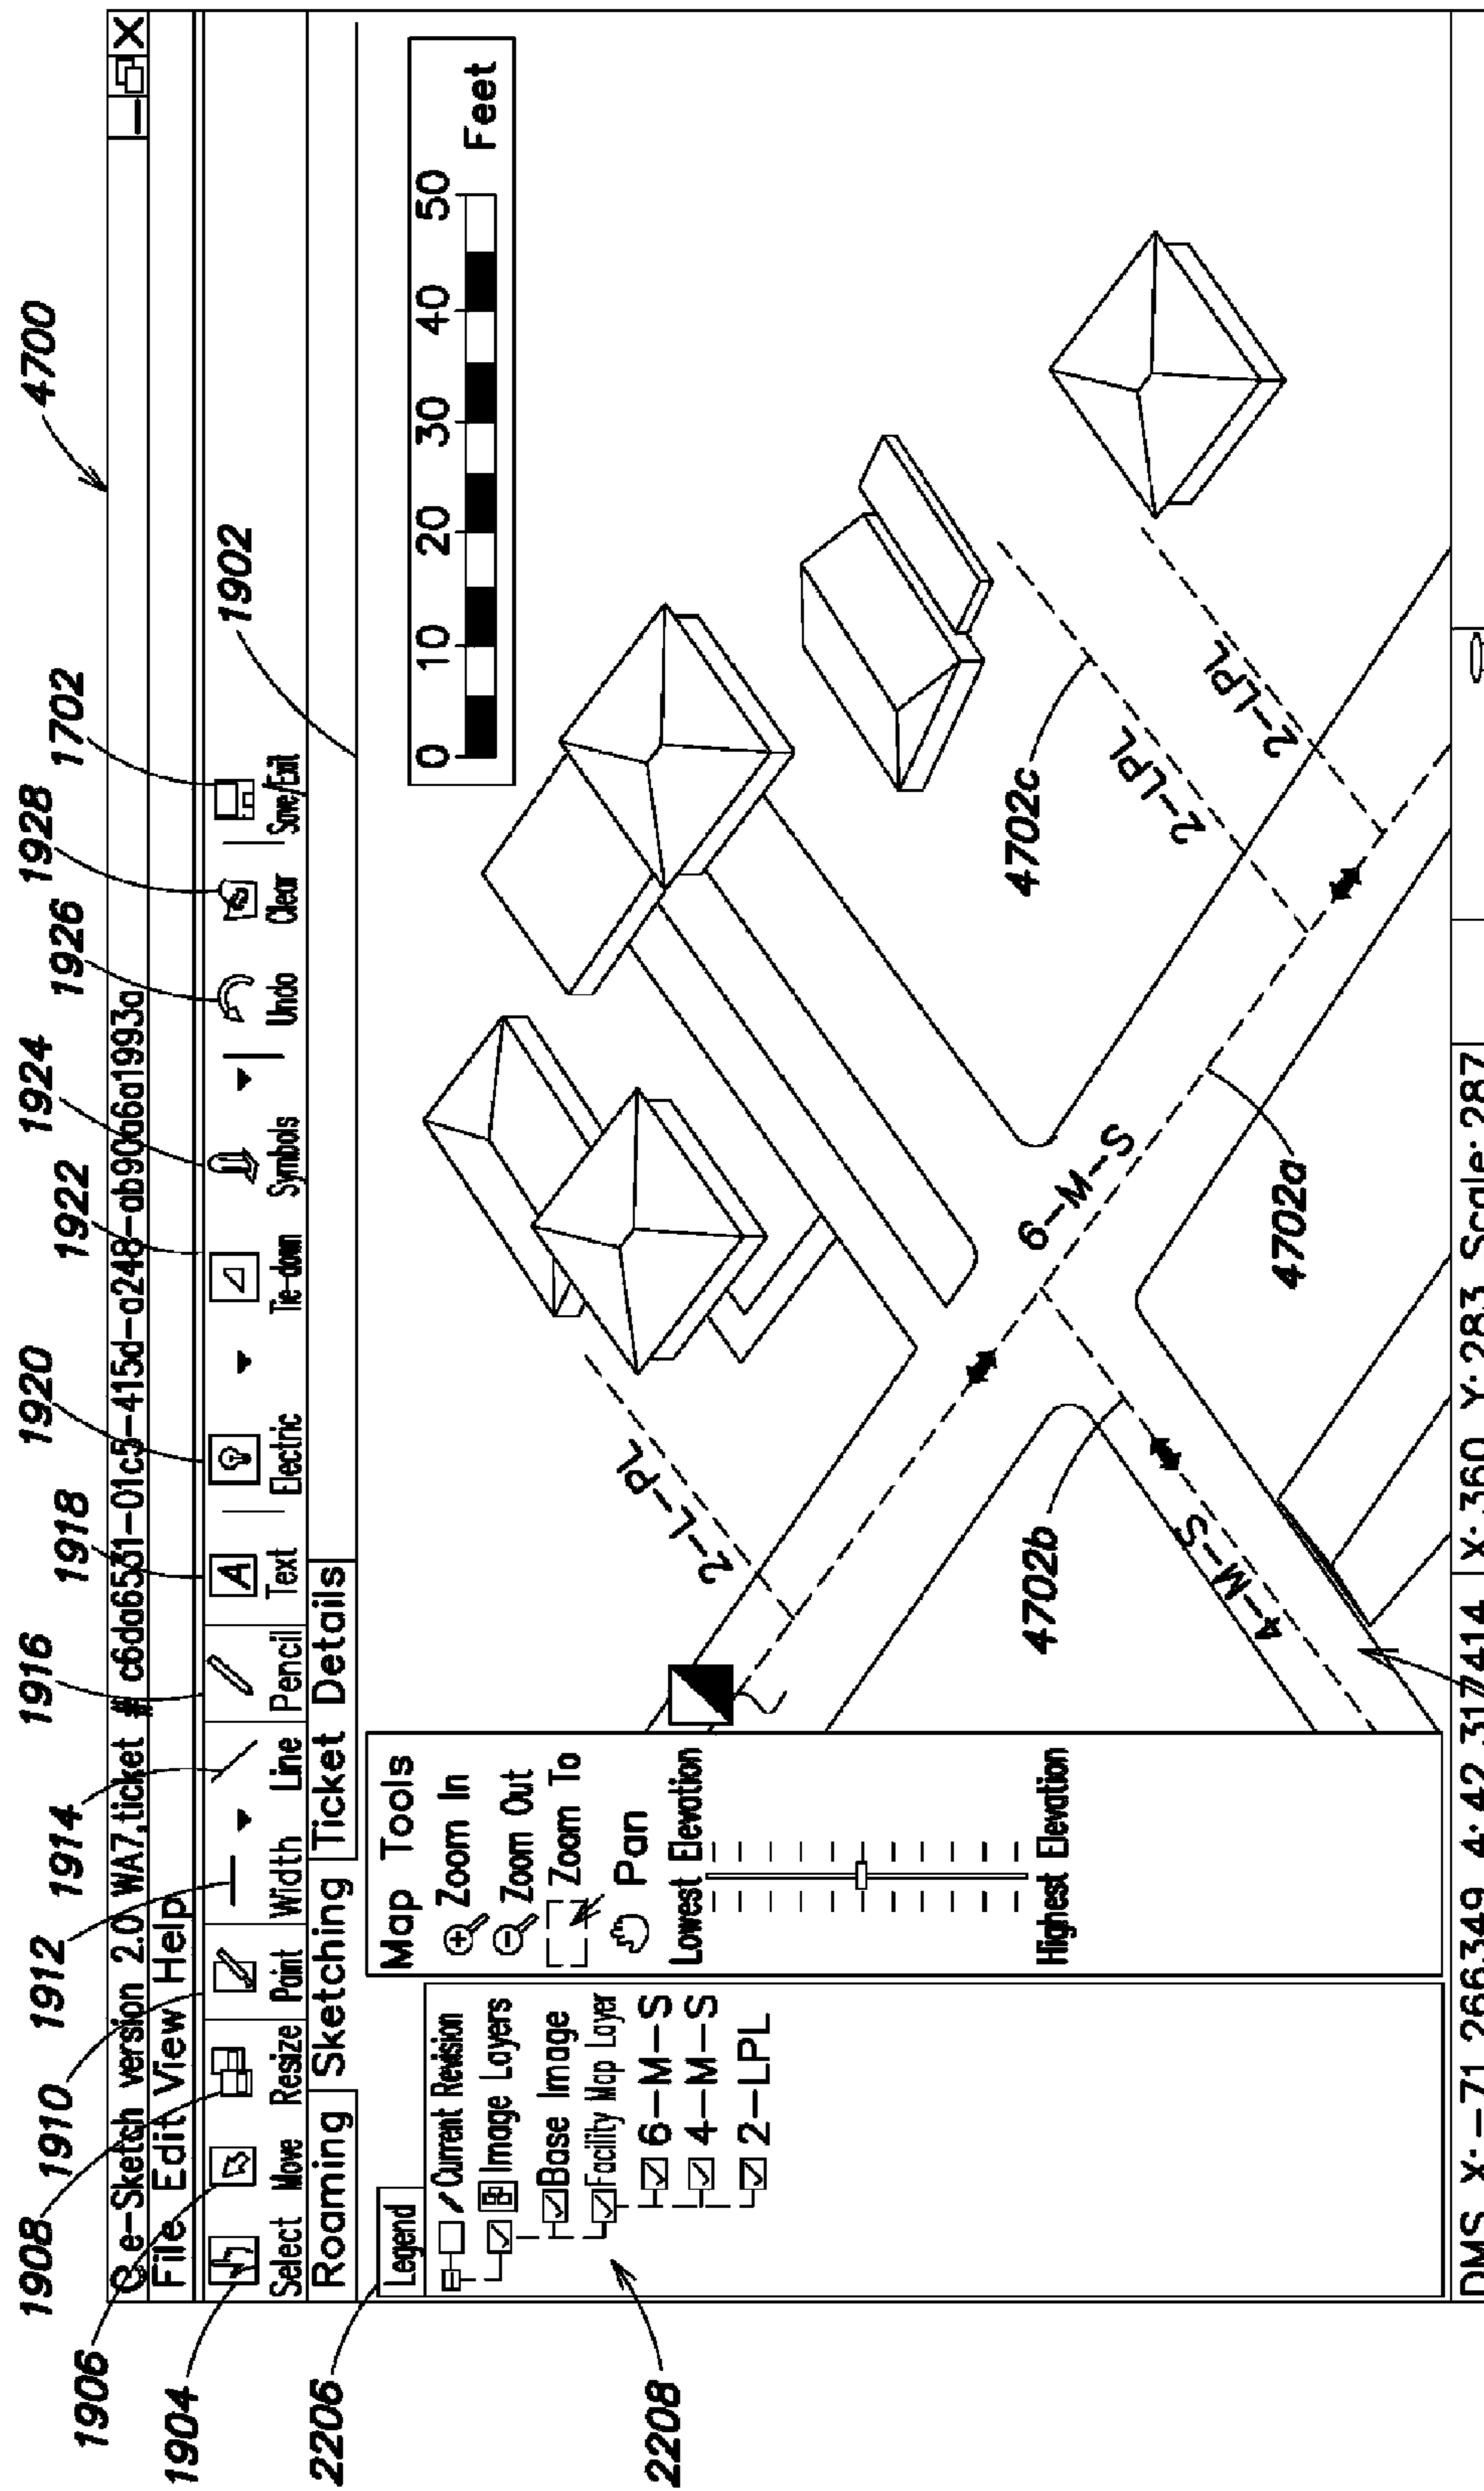 4700
1908 1910 1912 1914 1916 1918 1920 1922 1924 1926 1928 1702
1906
1904
1902
e-Sketch version 2.0 WA7,ticket # c6da6531-01c5-415d-a248-ab90a6a1993a
File Edit View Help
Select Move Resize Paint Width Line Pencil Text Electric Tie-down Symbols Undo Clear Save/Exit
Roaming Sketching Ticket Details
2206
2208
Legend
Current Revision
Image Layers
Base Image
Facility Map Layer
6-M-S
4-M-S
2-LPL
Map Tools
Zoom In
Zoom Out
Zoom To
Pan
Lowest Elevation
Highest Elevation
0 10 20 30 40 50
Feet
2-L-PL
6-M-S
4-M-S
2-LPL
2-LPL
4702c
4702b
4702a
DMS X: -71.266349 4: 42.317414 X: 360 Y: 283 Scale: 287